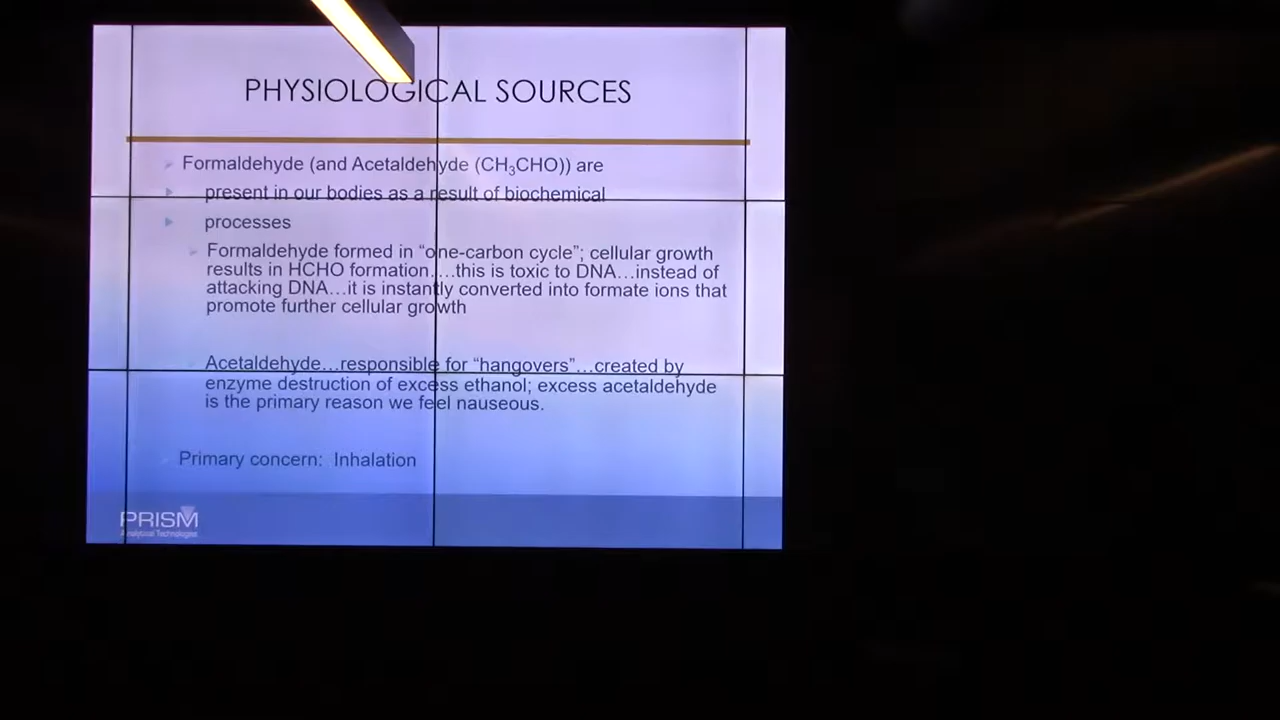 PHYSIOLOGICAL SOURCES
Formaldehyde (and Acetaldehyde (CH₃CHO)) are
present in our bodies as a result of biochemical
processes
Formaldehyde formed in “one-carbon cycle”; cellular growth
results in HCHO formation….this is toxic to DNA…instead of
attacking DNA…it is instantly converted into formate ions that
promote further cellular growth
Acetaldehyde…responsible for “hangovers”…created by
enzyme destruction of excess ethanol; excess acetaldehyde
is the primary reason we feel nauseous.
Primary concern: Inhalation
PRISM
Analytical Technologies